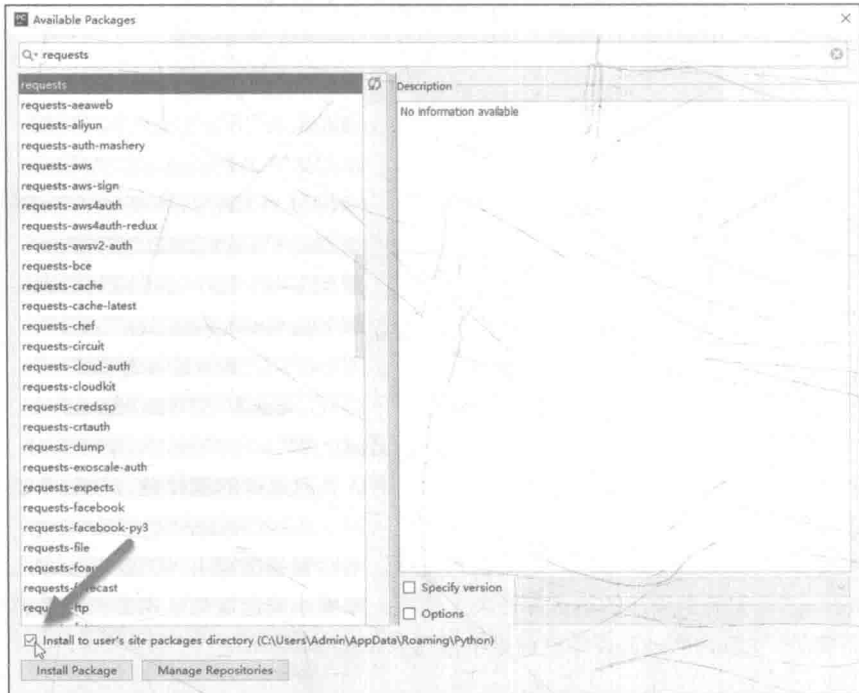 Available Packages
requests
requests
Description
requests-aeaweb
No information available
requests-aliyun
requests-auth-mashery
requests-aws
requests-aws-sign
requests-aws4auth
requests-aws4auth-redux
requests-awsv2-auth
requests-bce
requests-cache
requests-cache-latest
requests-chef
requests-circuit
requests-cloud-auth
requests-cloudkit
requests-credssp
requests-crtauth
requests-dump
requests-exoscale-auth
requests-expects
requests-facebook
requests-facebook-py3
requests-file
Specify version
Options
Install to user's site packages directory (C:\Users\Admin\AppData\Roaming\Python)
Install Package
Manage Repositories